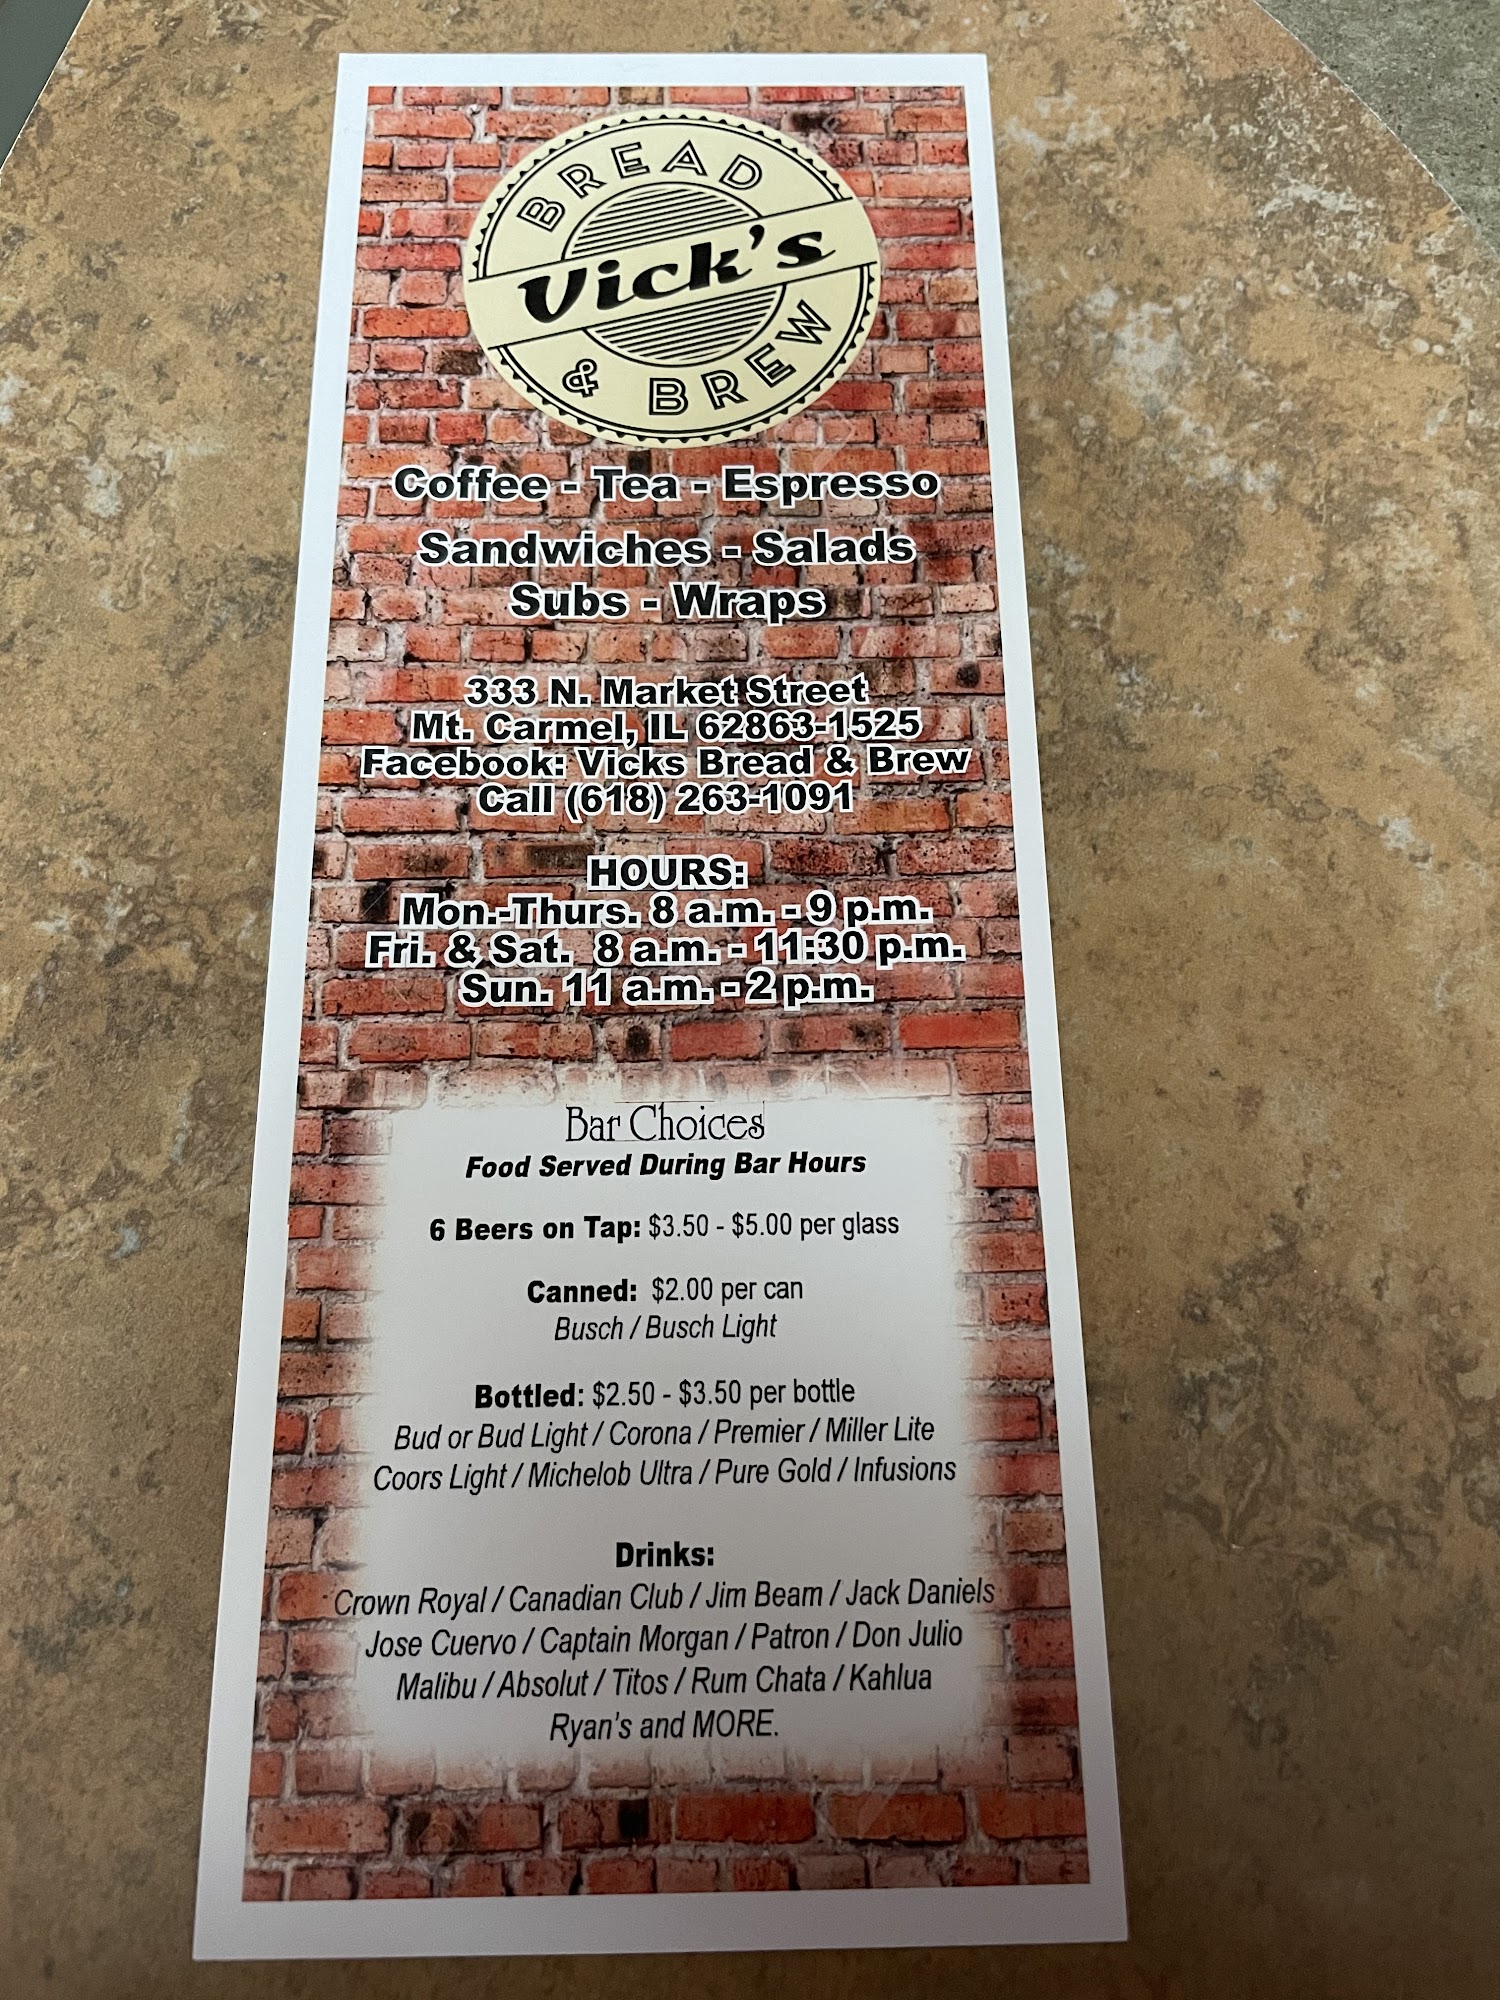 BREAD
Vick's
& BREW
Coffee - Tea - Espresso
Sandwiches - Salads
Subs - Wraps
333 N. Market Street
Mt. Carmel, IL 62863-1525
Facebook: Vicks Bread & Brew
Call (618) 263-1091
HOURS:
Mon.-Thurs. 8 a.m. - 9 p.m.
Fri. & Sat. 8 a.m. - 11:30 p.m.
Sun. 11 a.m. - 2 p.m.
Bar Choices
Food Served During Bar Hours
6 Beers on Tap: $3.50 - $5.00 per glass
Canned: $2.00 per can
Busch / Busch Light
Bottled: $2.50 - $3.50 per bottle
Bud or Bud Light / Corona / Premier / Miller Lite
Coors Light / Michelob Ultra / Pure Gold / Infusions
Drinks:
Crown Royal / Canadian Club / Jim Beam / Jack Daniels
Jose Cuervo / Captain Morgan / Patron / Don Julio
Malibu / Absolut / Titos / Rum Chata / Kahlua
Ryan's and MORE.